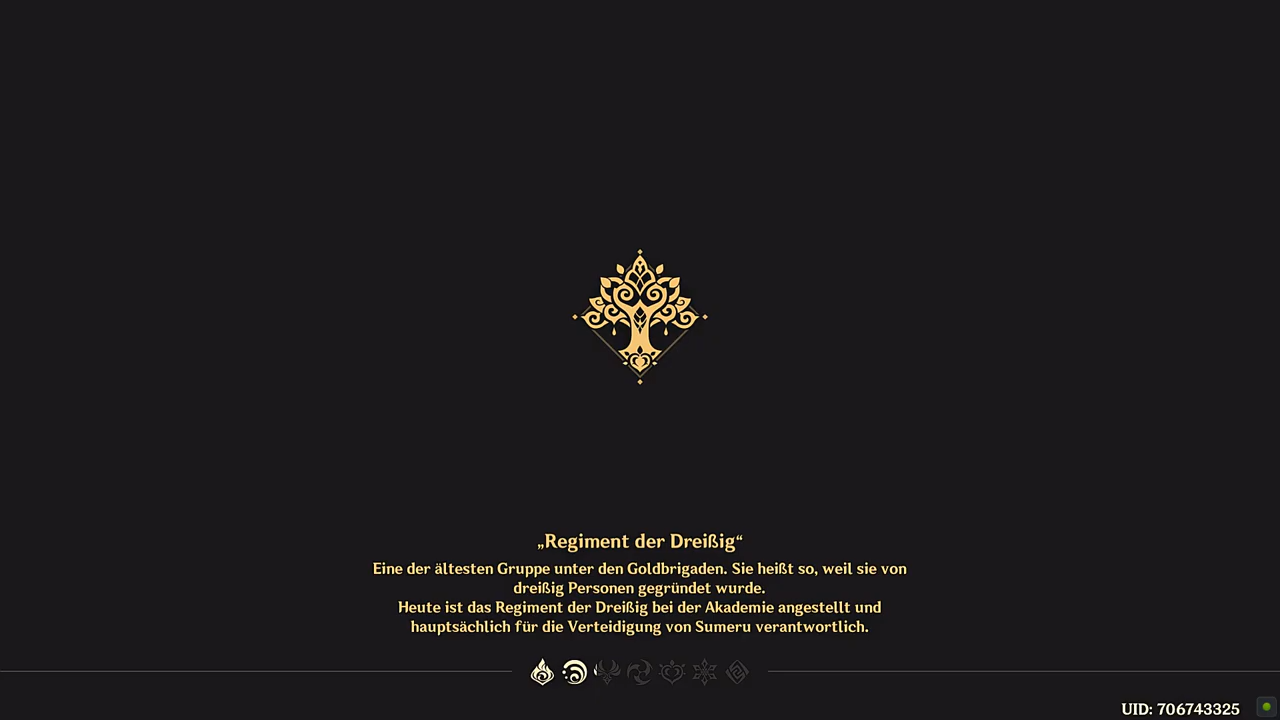 „Regiment der Dreißig“
Eine der ältesten Gruppe unter den Goldbrigaden. Sie heißt so, weil sie von
dreißig Personen gegründet wurde.
Heute ist das Regiment der Dreißig bei der Akademie angestellt und
hauptsächlich für die Verteidigung von Sumeru verantwortlich.
UID: 706743325